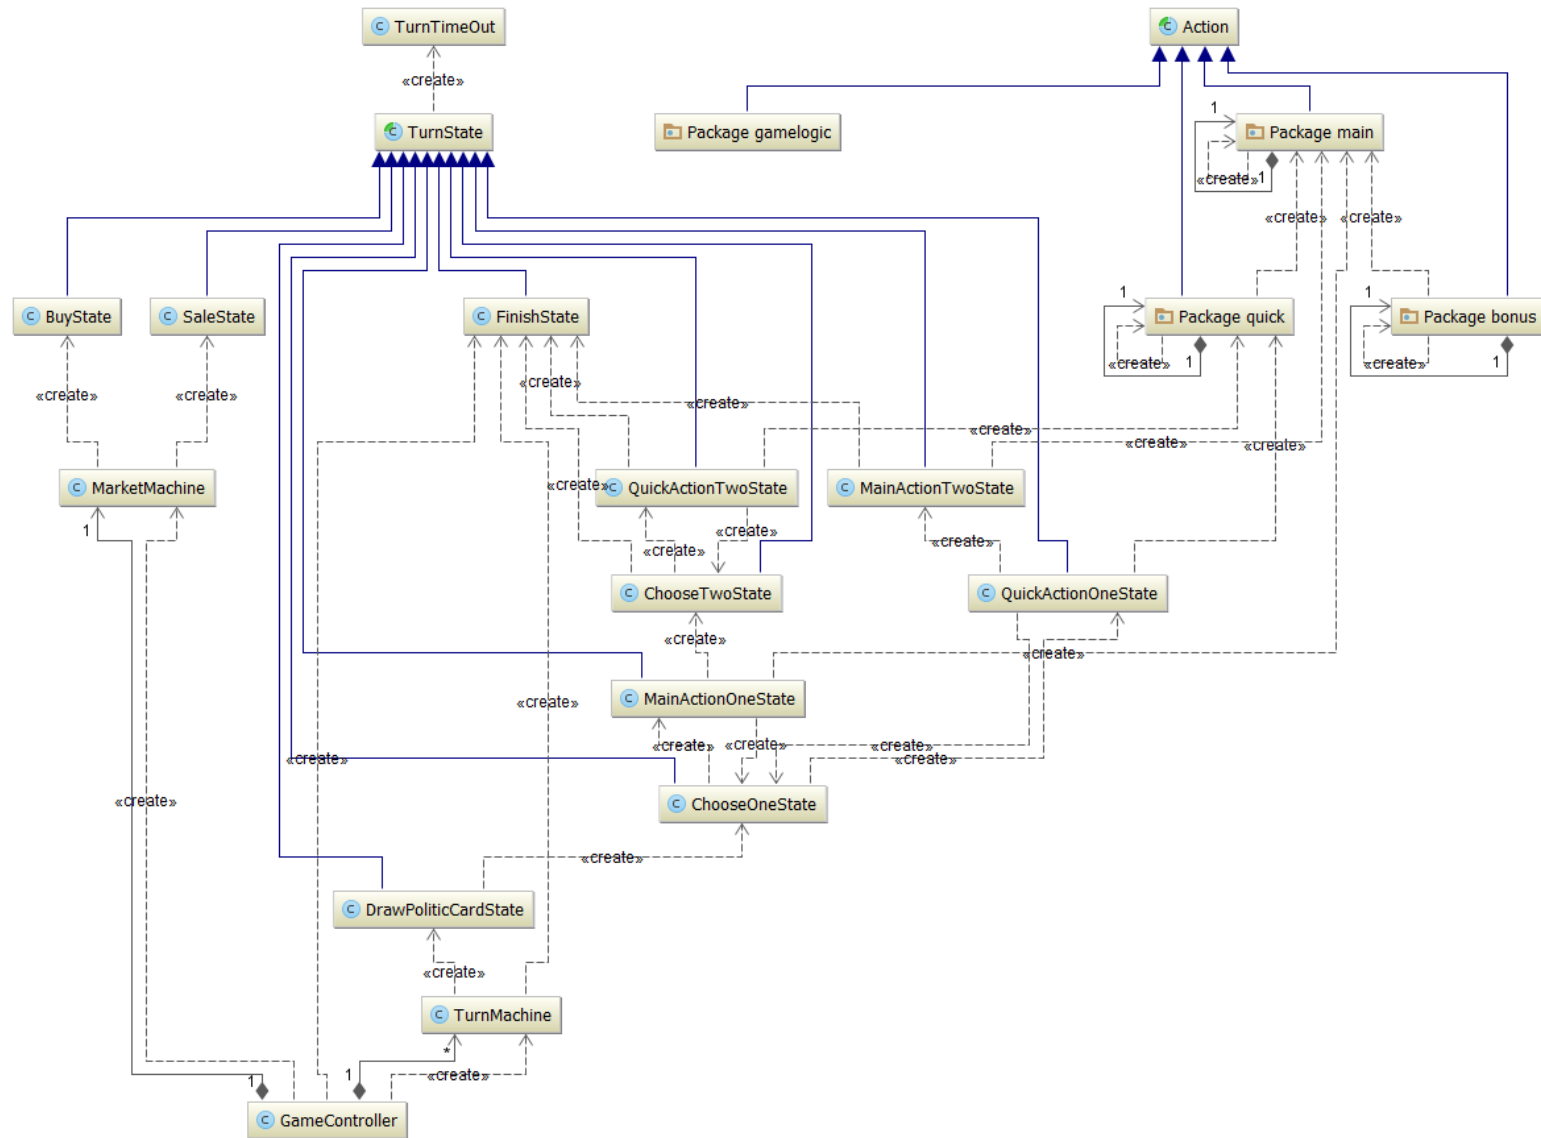 TurnTimeOut
Action
«create»
TurnState
Package gamelogic
1
Package main
«create»
1
«create»
«create»
1
1
BuyState
SaleState
FinishState
Package quick
Package bonus
«create»
1
«create»
1
«create»
«create»
«create»
«create»
«create»
«create»
«create»
MarketMachine
«create»
QuickActionTwoState
MainActionTwoState
1
«create»
«create»
«create»
ChooseTwoState
QuickActionOneState
«create»
«create»
MainActionOneState
«create»
«create»
«create»
«create»
«create»
«create»
«create»
ChooseOneState
«create»
DrawPoliticCardState
«create»
TurnMachine
*
1
1
«create»
GameController